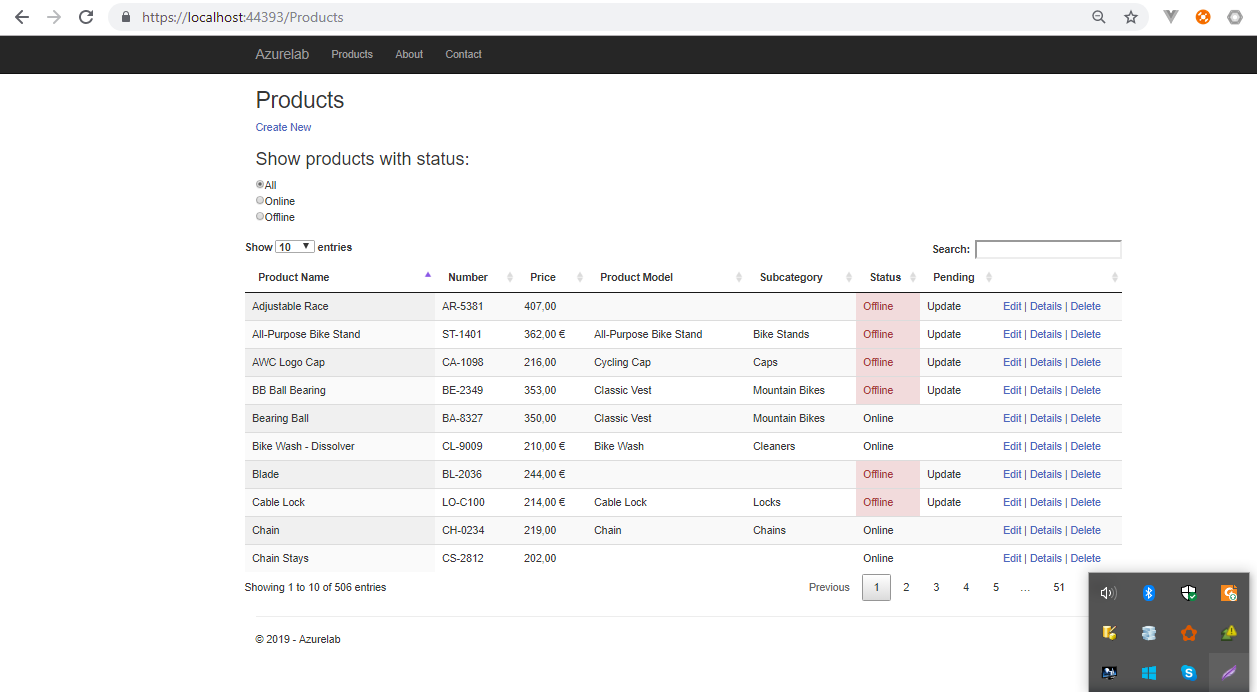 https://localhost:44393/Products
Azurelab Products About Contact
Products
Create New
Show products with status:
All
Online
Offline
Show 10 entries Search:
Product Name Number Price Product Model Subcategory Status Pending
Adjustable Race AR-5381 407,00 Offline Update Edit | Details | Delete
All-Purpose Bike Stand ST-1401 362,00 € All-Purpose Bike Stand Bike Stands Offline Update Edit | Details | Delete
AWC Logo Cap CA-1098 216,00 Cycling Cap Caps Offline Update Edit | Details | Delete
BB Ball Bearing BE-2349 353,00 Classic Vest Mountain Bikes Offline Update Edit | Details | Delete
Bearing Ball BA-8327 350,00 Classic Vest Mountain Bikes Online Edit | Details | Delete
Bike Wash - Dissolver CL-9009 210,00 € Bike Wash Cleaners Online Edit | Details | Delete
Blade BL-2036 244,00 € Offline Update Edit | Details | Delete
Cable Lock LO-C100 214,00 € Cable Lock Locks Offline Update Edit | Details | Delete
Chain CH-0234 219,00 Chain Chains Online Edit | Details | Delete
Chain Stays CS-2812 202,00 Online Edit | Details | Delete
Showing 1 to 10 of 506 entries Previous 1 2 3 4 5 … 51
© 2019 - Azurelab